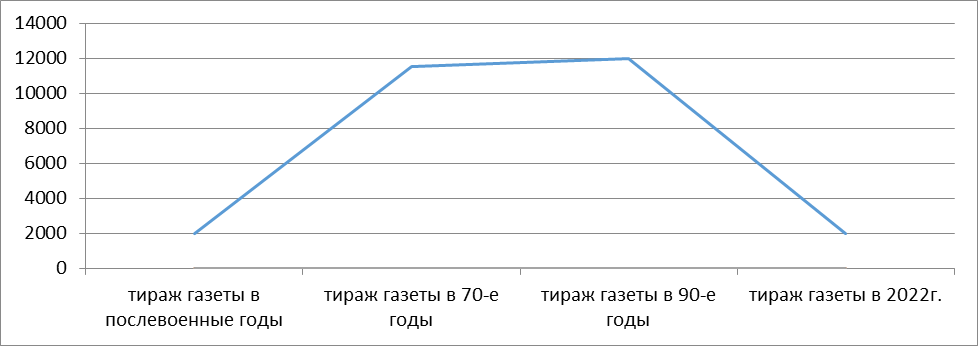 14000
12000
10000
8000
6000
4000
2000
0
тираж газеты в
послевоенные годы
тираж газеты в 70-е
годы
тираж газеты в 90-е
годы
тираж газеты в 2022г.